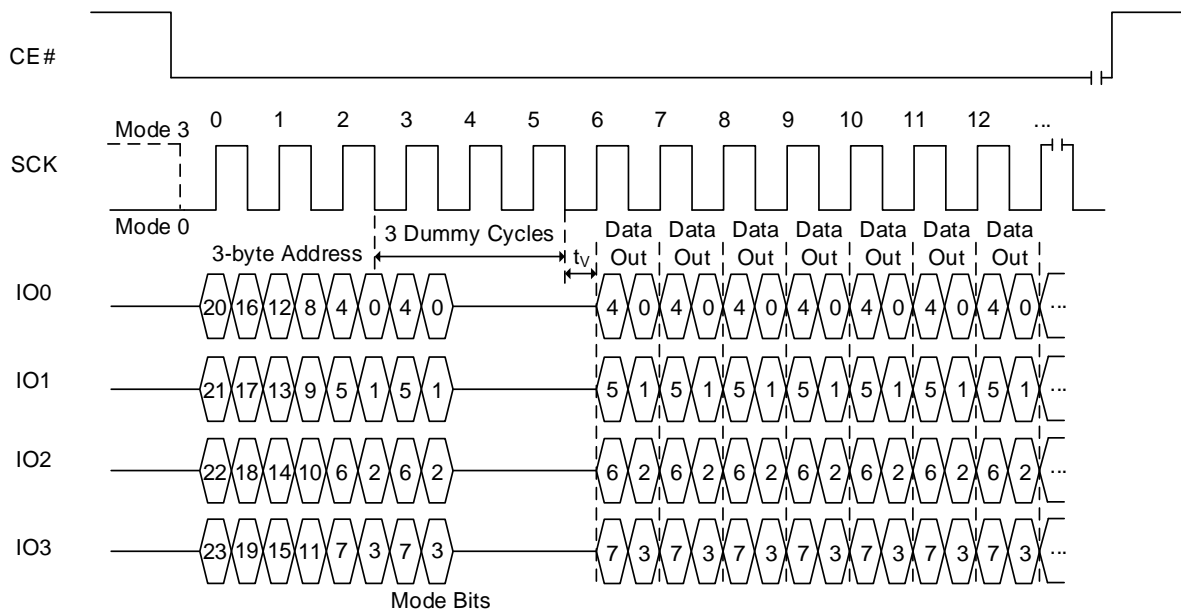 CE#
Mode 3 0 1 2 3 4 5 6 7 8 9 10 11 12 ...
SCK
Mode 0
3-byte Address 3 Dummy Cycles tV Data Out Data Out Data Out Data Out Data Out Data Out Data Out
IO0 20 16 12 8 4 0 4 0 4 0 4 0 4 0 4 0 4 0 4 0 4 0 ...
IO1 21 17 13 9 5 1 5 1 5 1 5 1 5 1 5 1 5 1 5 1 5 1 ...
IO2 22 18 14 10 6 2 6 2 6 2 6 2 6 2 6 2 6 2 6 2 6 2 ...
IO3 23 19 15 11 7 3 7 3 7 3 7 3 7 3 7 3 7 3 7 3 7 3 ...
Mode Bits